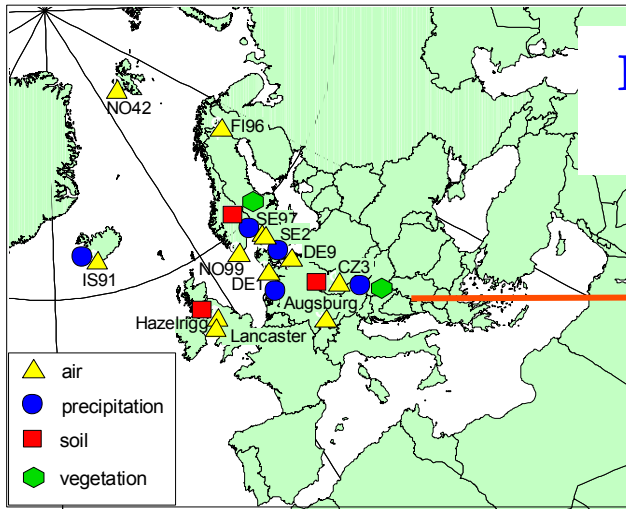 NO42
FI96
SE97
SE2
DE9
NO99
DE1
CZ3
IS91
Augsburg
Hazelrigg
Lancaster
air
precipitation
soil
vegetation